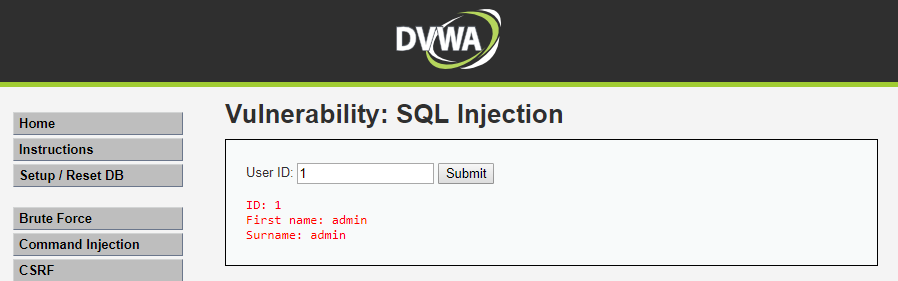 DVWA
Vulnerability: SQL Injection
Home
Instructions
Setup / Reset DB
Brute Force
Command Injection
CSRF
User ID: 1 Submit
ID: 1
First name: admin
Surname: admin